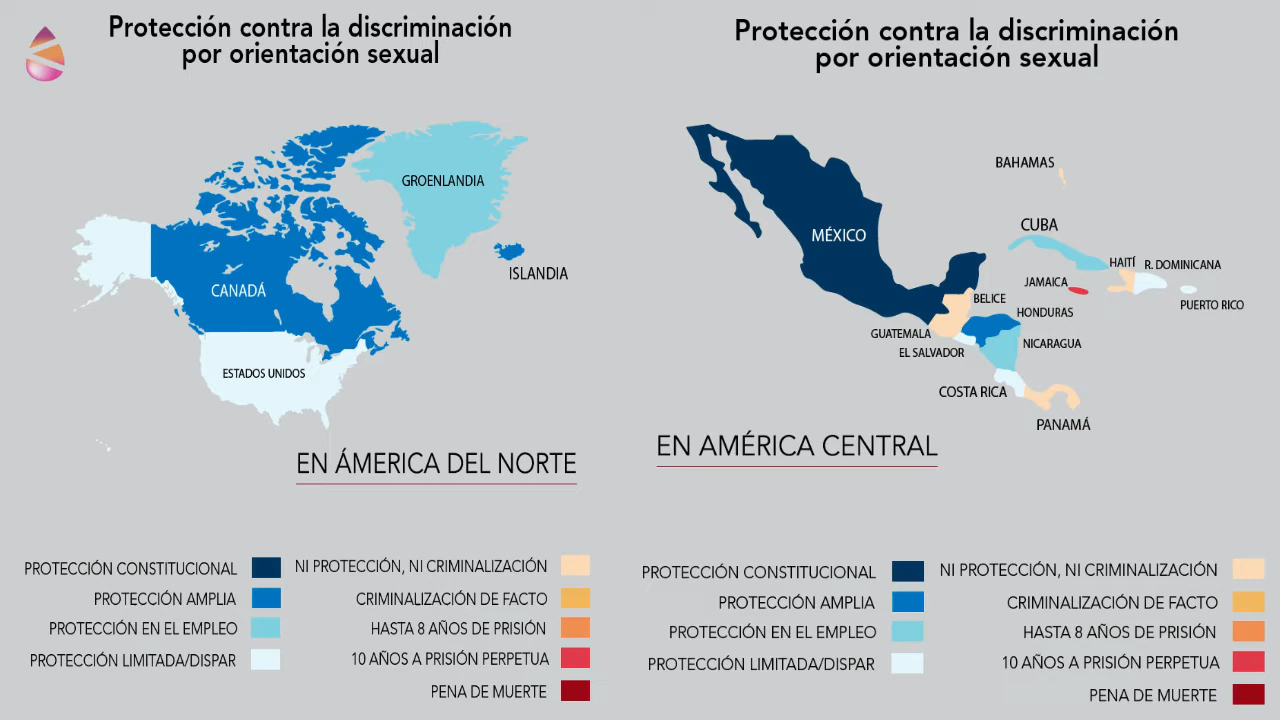 Protección contra la discriminación
por orientación sexual
GROENLANDIA
ISLANDIA
CANADÁ
ESTADOS UNIDOS
EN ÁMERICA DEL NORTE
PROTECCIÓN CONSTITUCIONAL
PROTECCIÓN AMPLIA
PROTECCIÓN EN EL EMPLEO
PROTECCIÓN LIMITADA/DISPAR
NI PROTECCIÓN, NI CRIMINALIZACIÓN
CRIMINALIZACIÓN DE FACTO
HASTA 8 AÑOS DE PRISIÓN
10 AÑOS A PRISIÓN PERPETUA
PENA DE MUERTE
Protección contra la discriminación
por orientación sexual
BAHAMAS
CUBA
MÉXICO
HAITÍ
R. DOMINICANA
JAMAICA
BELICE
PUERTO RICO
HONDURAS
GUATEMALA
NICARAGUA
EL SALVADOR
COSTA RICA
PANAMÁ
EN AMÉRICA CENTRAL
PROTECCIÓN CONSTITUCIONAL
PROTECCIÓN AMPLIA
PROTECCIÓN EN EL EMPLEO
PROTECCIÓN LIMITADA/DISPAR
NI PROTECCIÓN, NI CRIMINALIZACIÓN
CRIMINALIZACIÓN DE FACTO
HASTA 8 AÑOS DE PRISIÓN
10 AÑOS A PRISIÓN PERPETUA
PENA DE MUERTE